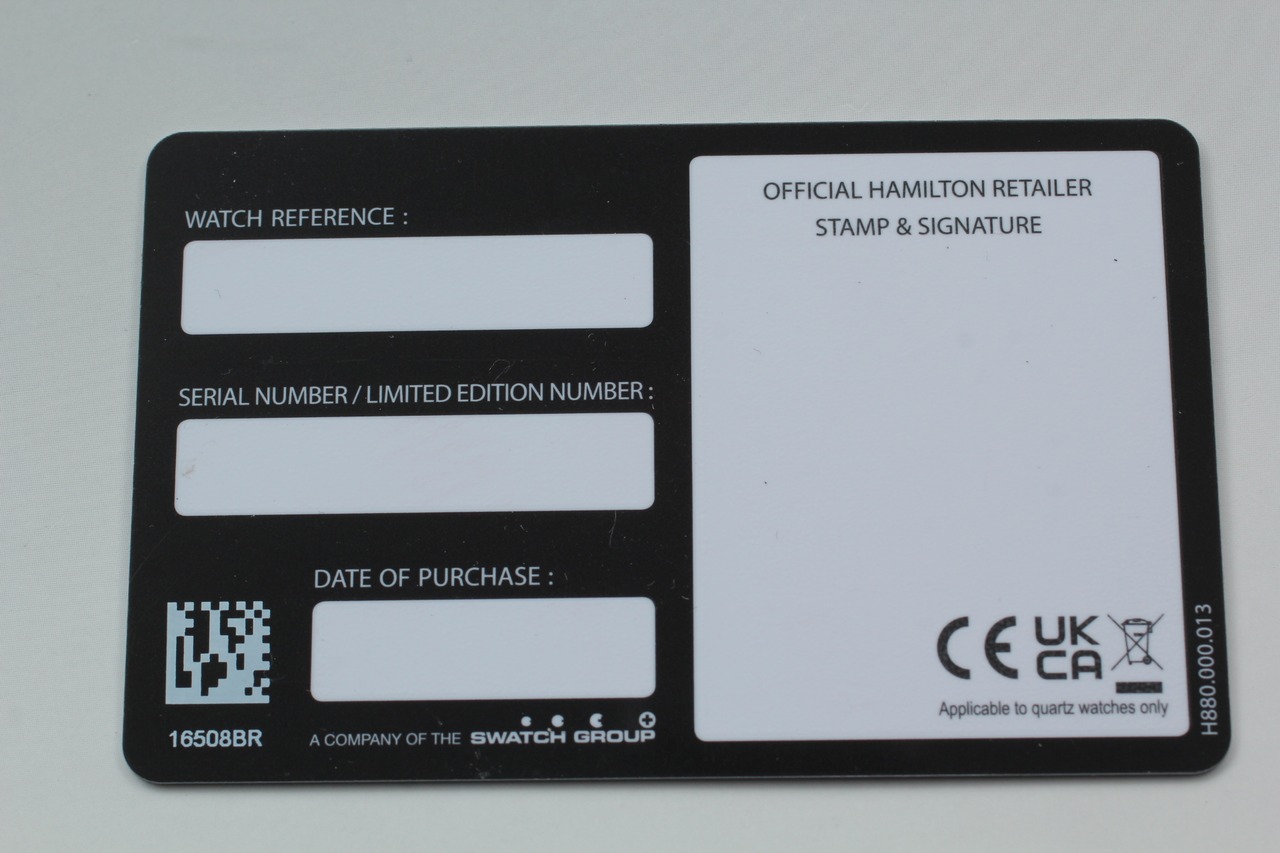 WATCH REFERENCE :
SERIAL NUMBER / LIMITED EDITION NUMBER :
DATE OF PURCHASE :
16508BR
A COMPANY OF THE SWATCH GROUP
OFFICIAL HAMILTON RETAILER
STAMP & SIGNATURE
CE UK
CA
Applicable to quartz watches only
H880.000.013